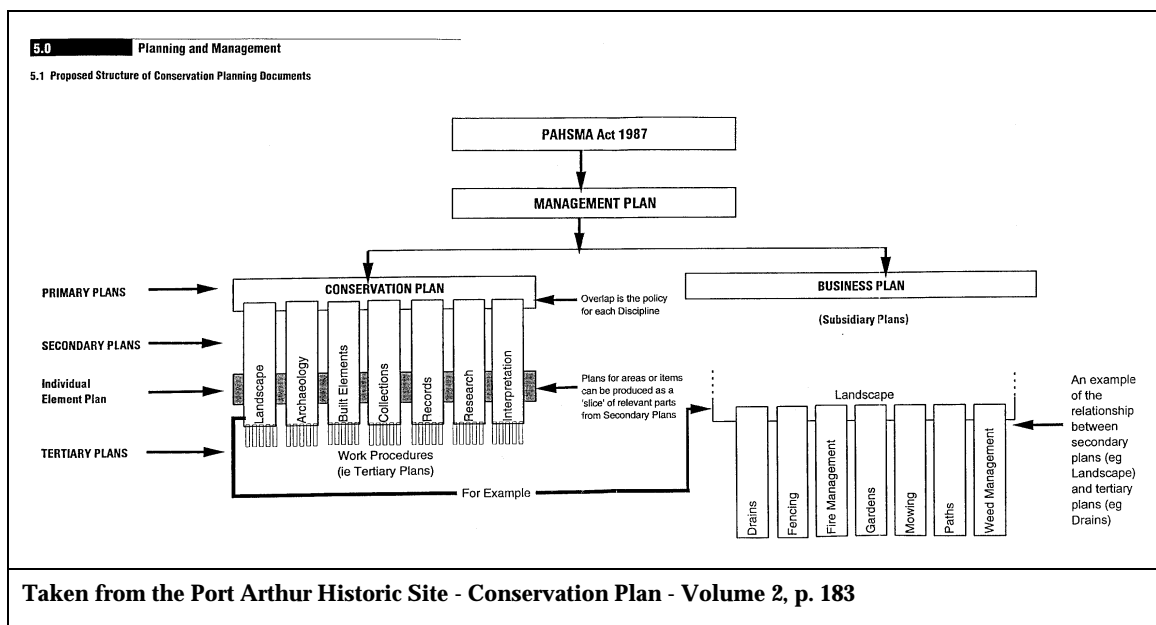 5.0 Planning and Management
5.1 Proposed Structure of Conservation Planning Documents
PAHSMA Act 1987
MANAGEMENT PLAN
PRIMARY PLANS
CONSERVATION PLAN
BUSINESS PLAN
Overlap is the policy
for each Discipline
(Subsidiary Plans)
SECONDARY PLANS
Individual
Element Plan
Landscape
Archaeology
Built Elements
Collections
Records
Research
Interpretation
Plans for areas or items
can be produced as a
'slice' of relevant parts
from Secondary Plans
TERTIARY PLANS
Work Procedures
(ie Tertiary Plans)
For Example
Landscape
Drains
Fencing
Fire Management
Gardens
Mowing
Paths
Weed Management
An example
of the
relationship
between
secondary
plans (eg
Landscape)
and tertiary
plans (eg
Drains)
Taken from the Port Arthur Historic Site - Conservation Plan - Volume 2, p. 183